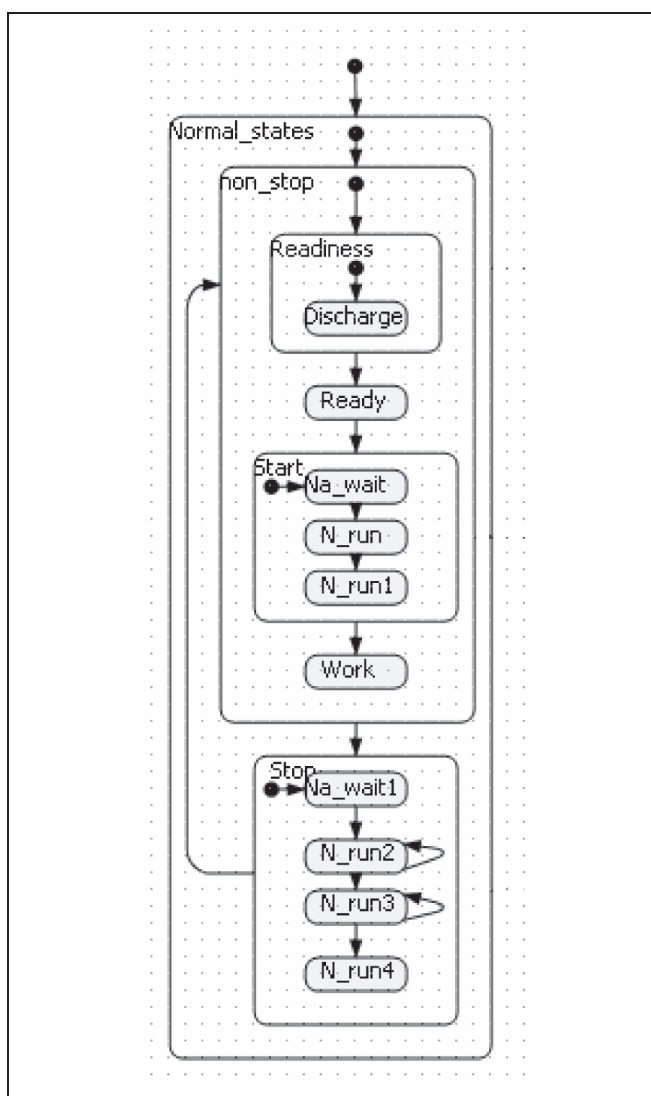 Normal_states
non_stop
Readiness
Discharge
Ready
Start
Na_wait
N_run
N_run1
Work
Stop
Na_wait1
N_run2
N_run3
N_run4